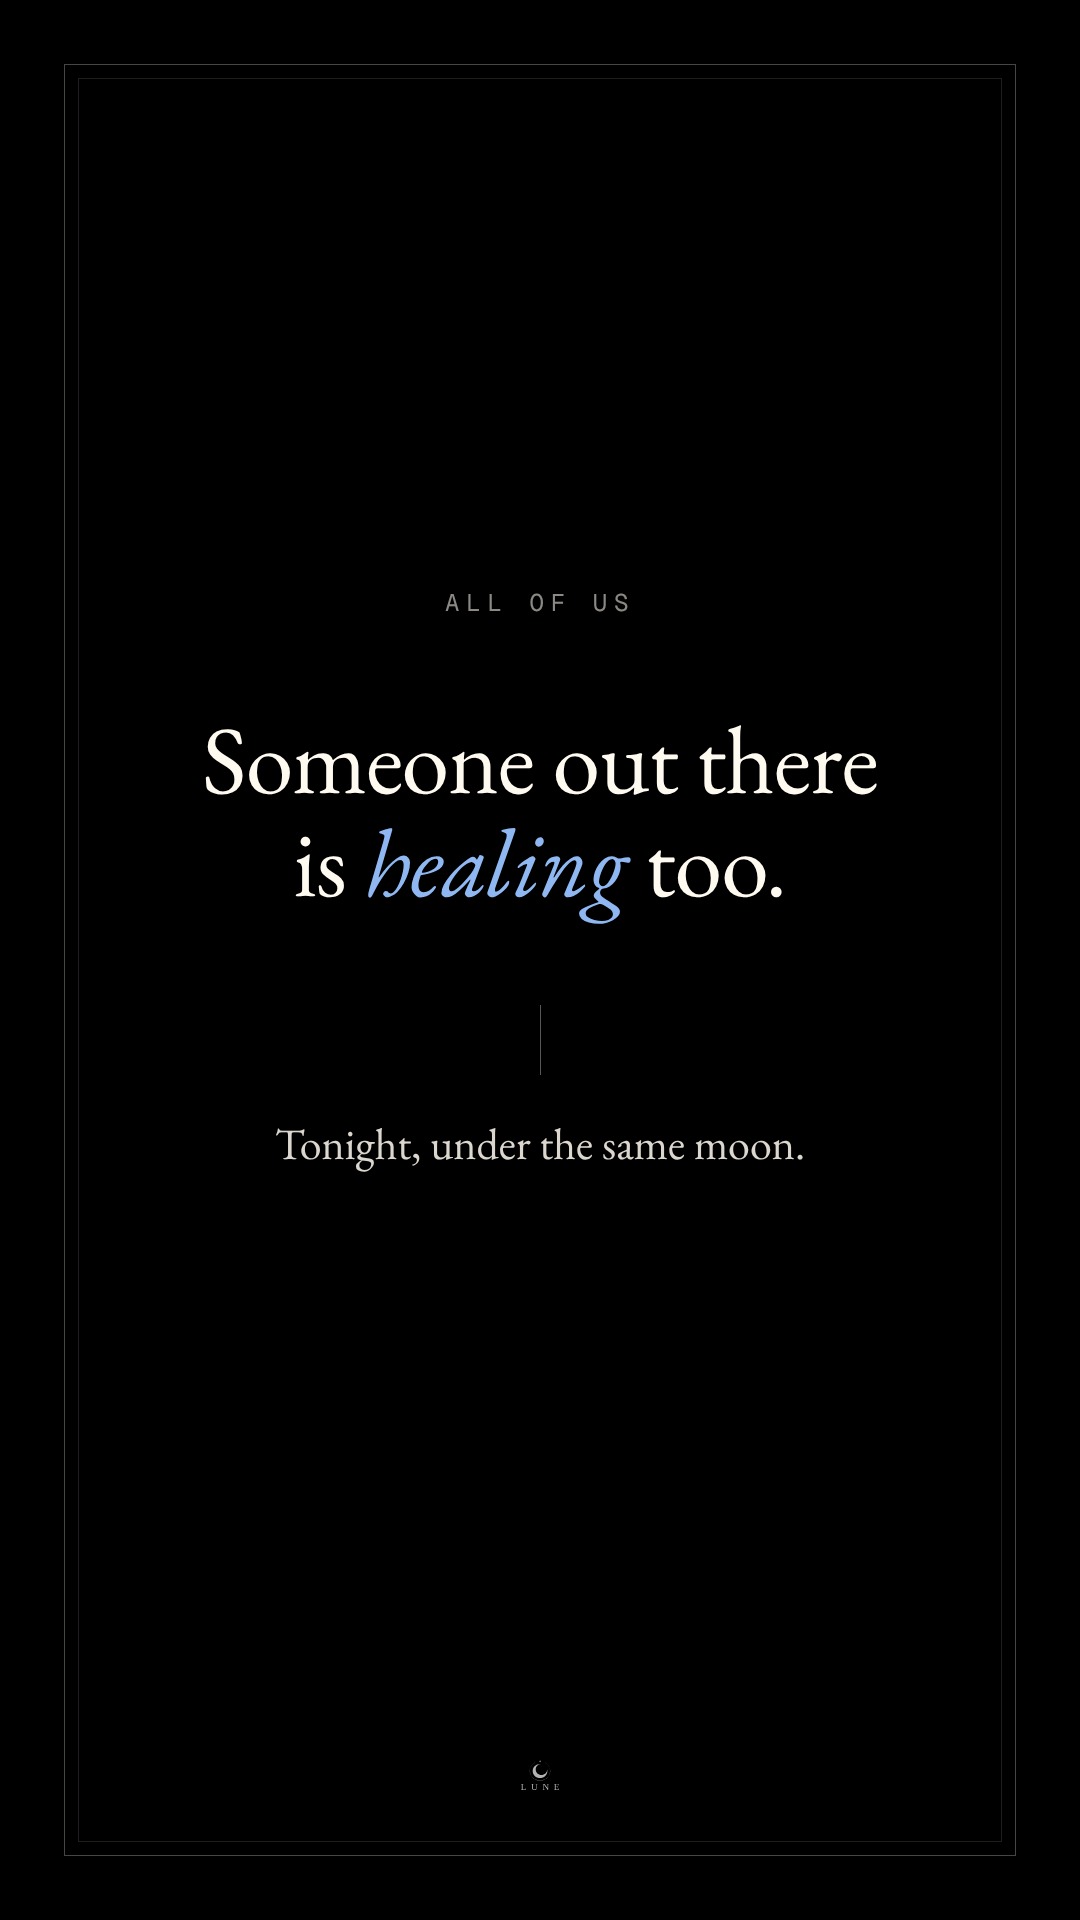 ALL OF US
Someone out there
is healing too.
Tonight, under the same moon.
LUNE